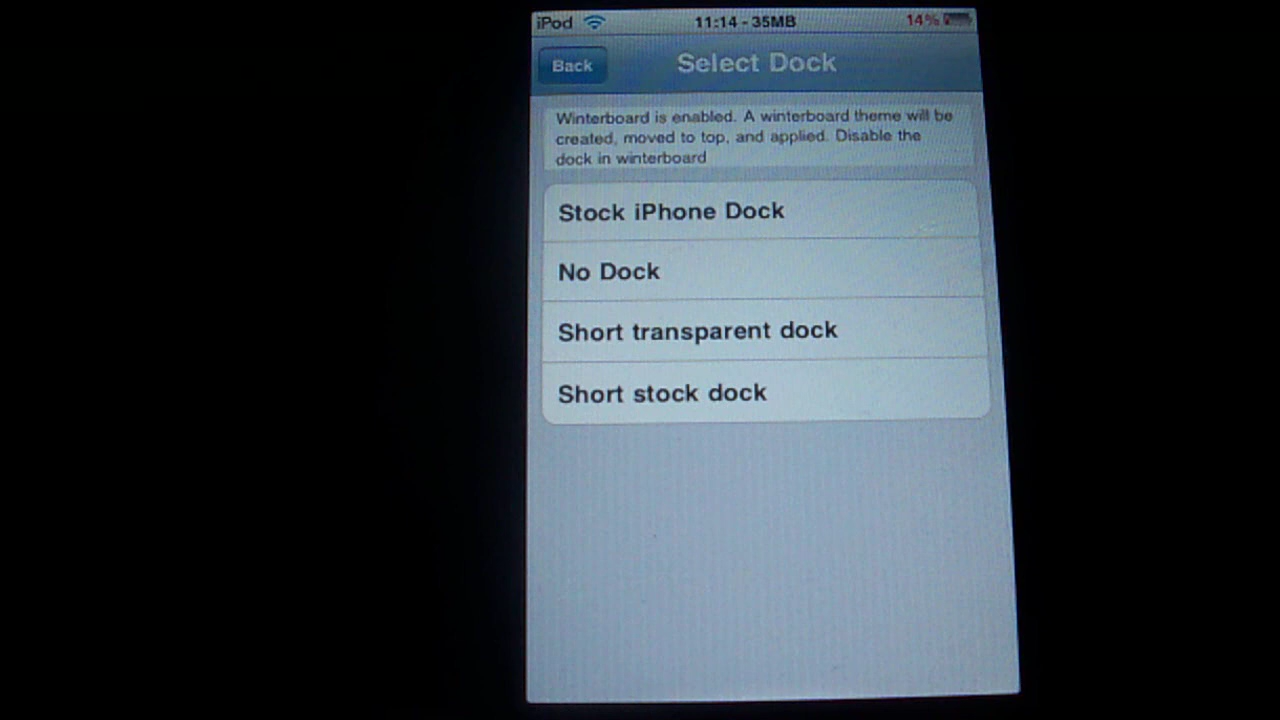 iPod 11:14 - 35MB 14%
Back Select Dock
Winterboard is enabled. A winterboard theme will be
created, moved to top, and applied. Disable the
dock in winterboard
Stock iPhone Dock
No Dock
Short transparent dock
Short stock dock